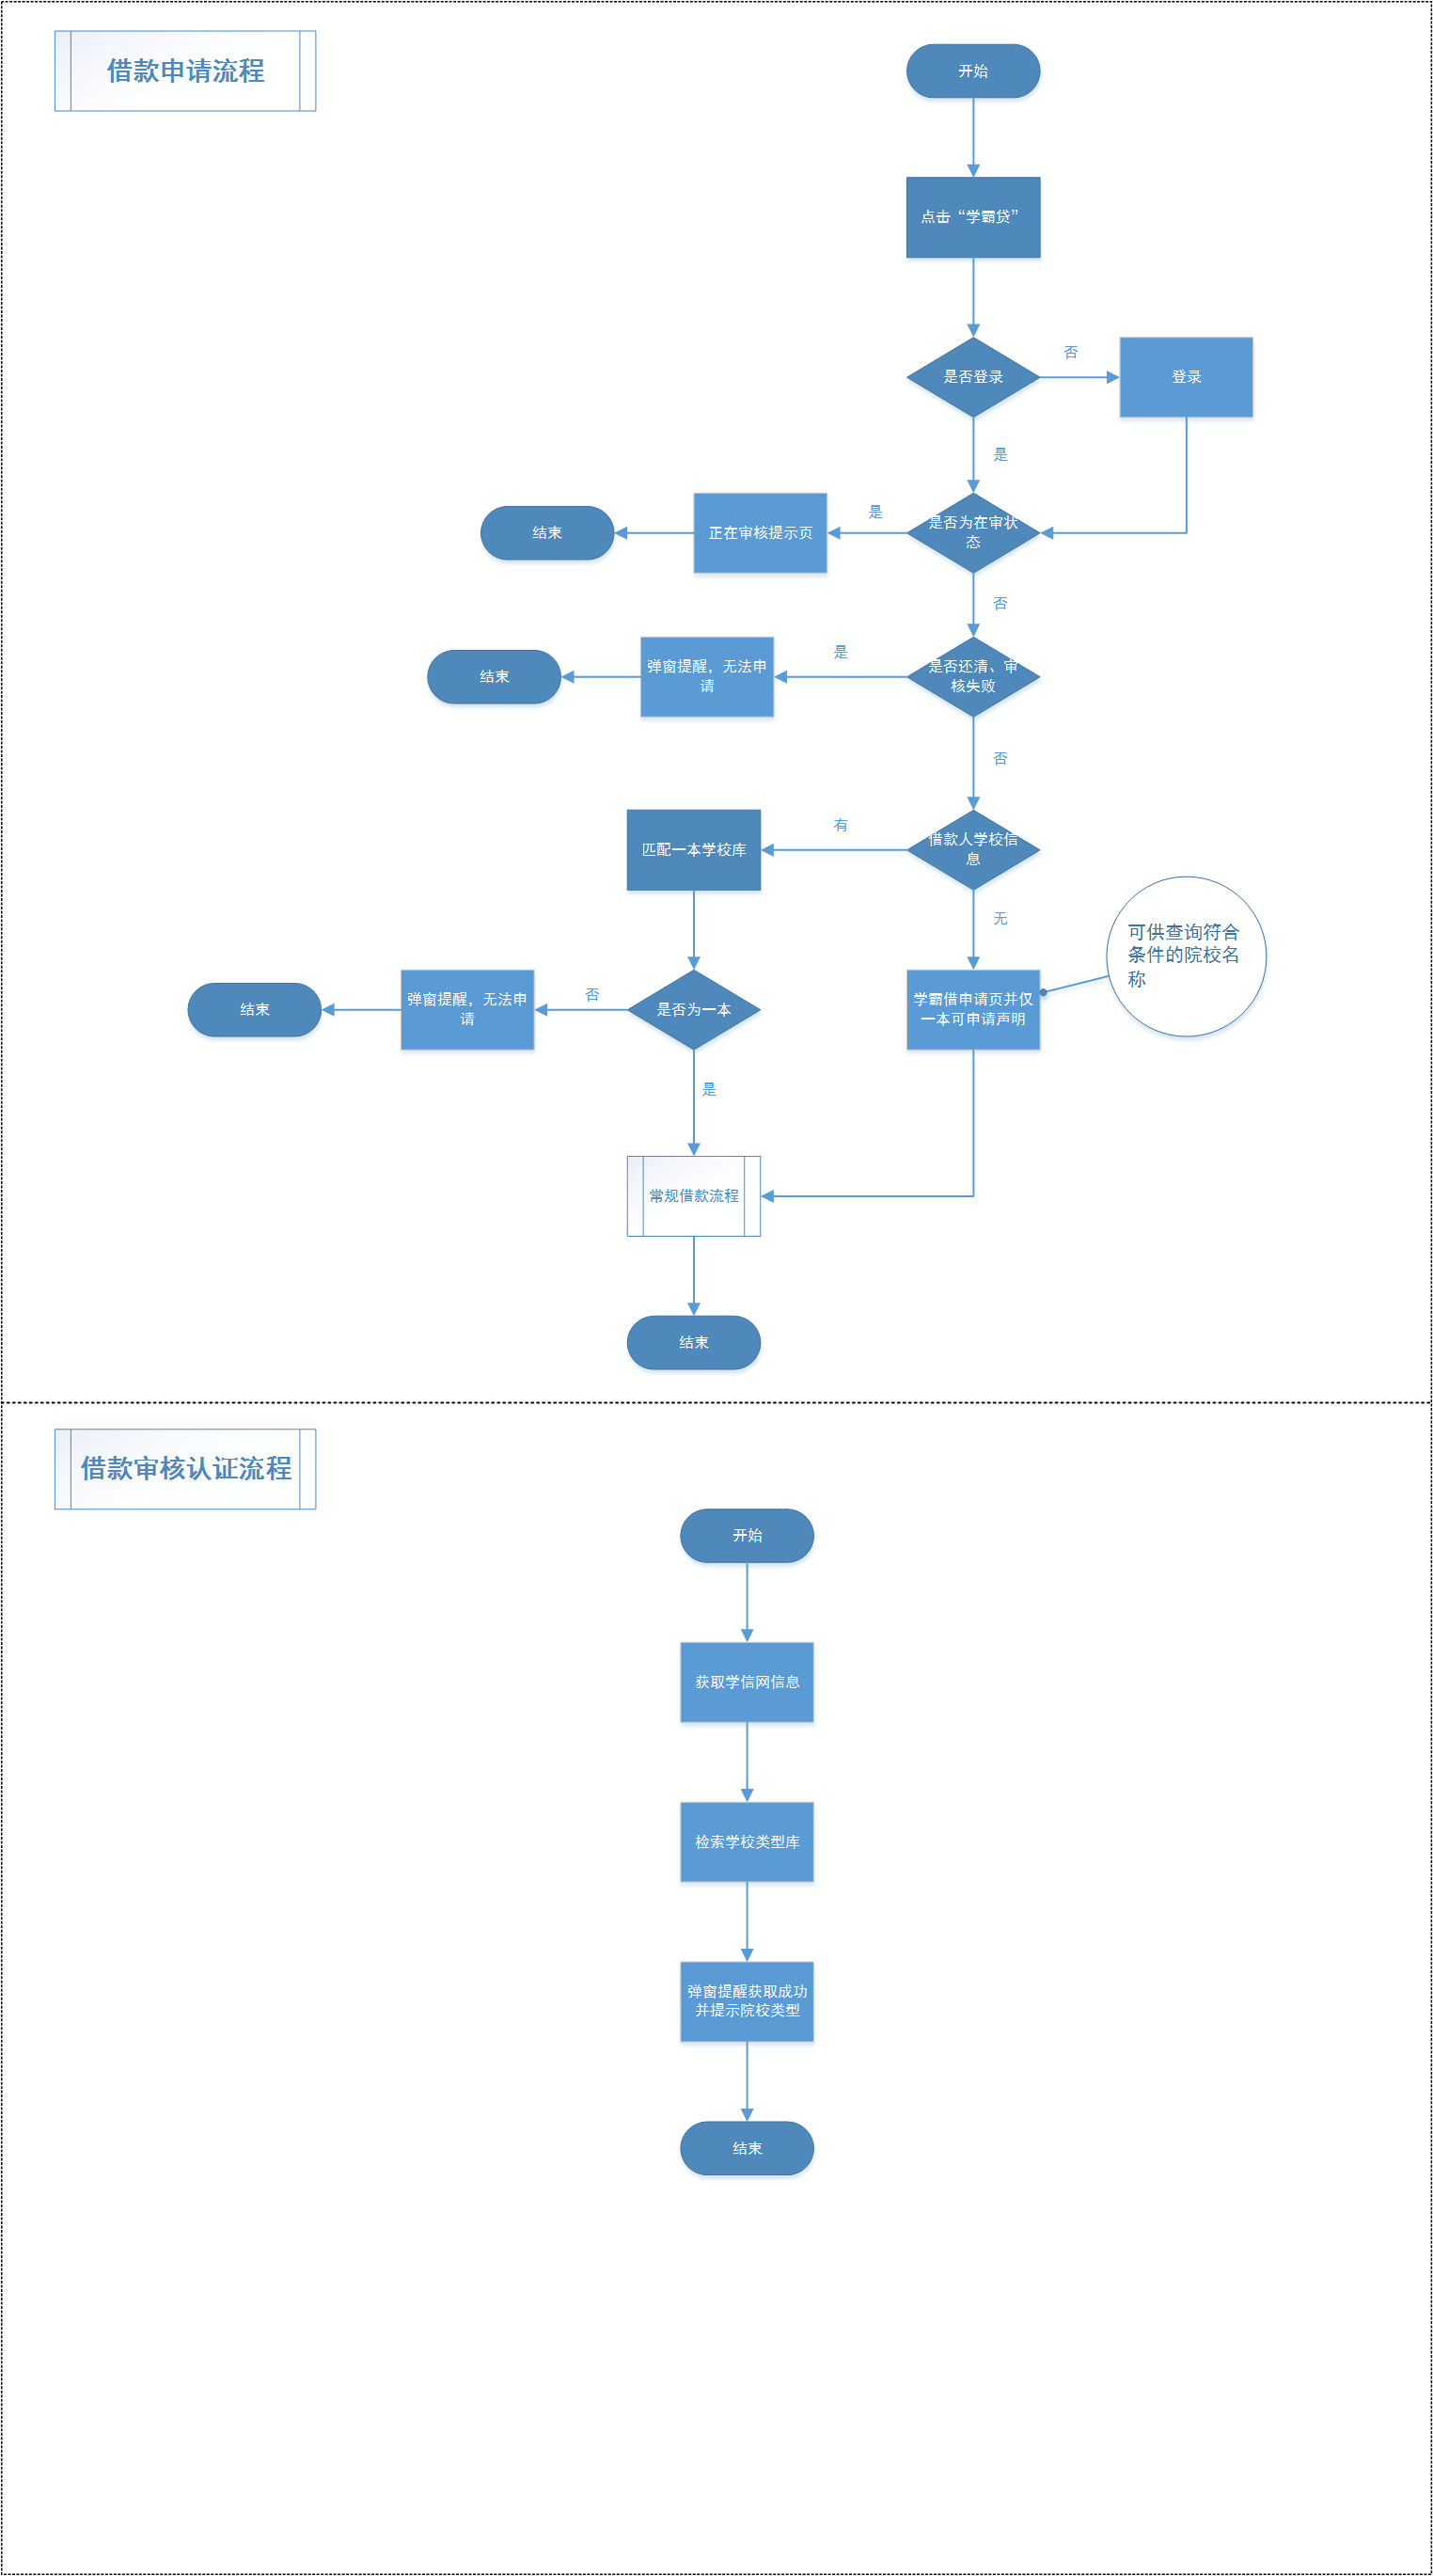 借款申请流程
开始
点击“学霸贷”
是否登录
否
登录
是
是否为在审状
态
是
正在审核提示页
结束
否
是否还清、审
核失败
是
弹窗提醒，无法申
请
结束
否
借款人学校信
息
有
匹配一本学校库
无
可供查询符合
条件的院校名
称
学霸借申请页并仅
一本可申请声明
是否为一本
否
弹窗提醒，无法申
请
结束
是
常规借款流程
结束
借款审核认证流程
开始
获取学信网信息
检索学校类型库
弹窗提醒获取成功
并提示院校类型
结束